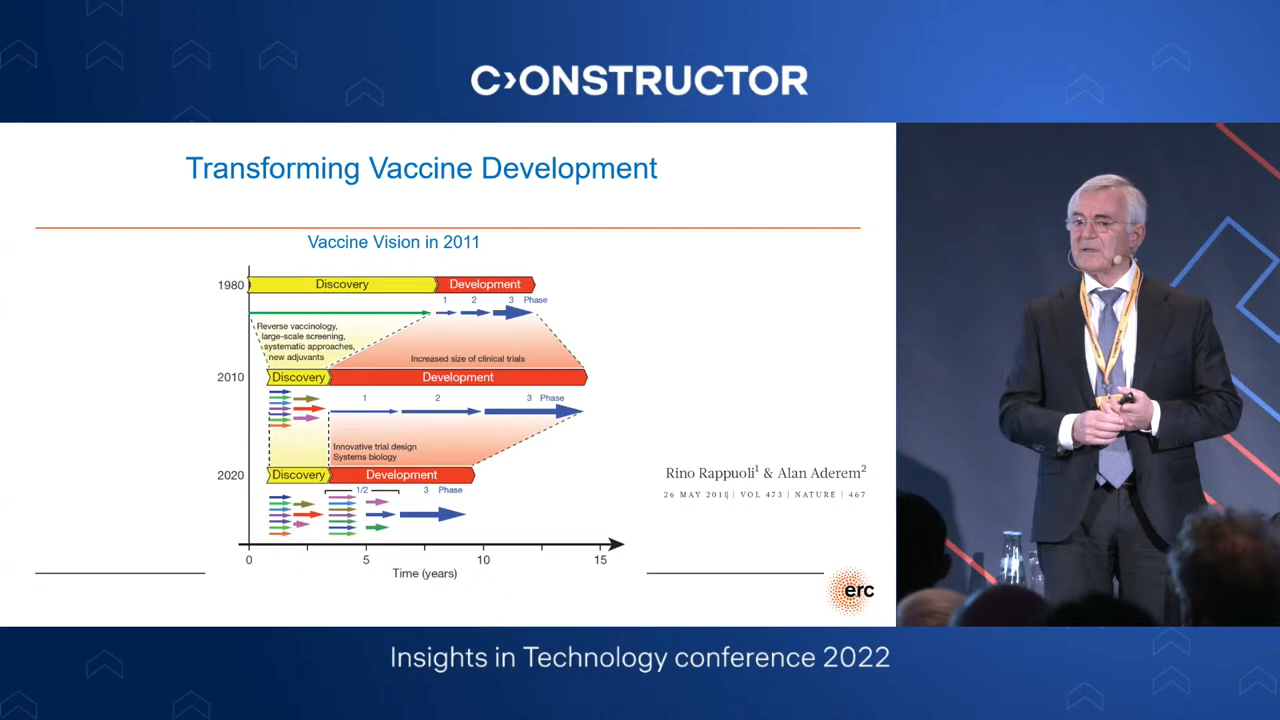 C›ONSTRUCTOR
Transforming Vaccine Development
Vaccine Vision in 2011
1980
Discovery
Development
1
2
3
Phase
Reverse vaccinology,
large-scale screening,
systematic approaches,
new adjuvants
Increased size of clinical trials
2010
Discovery
Development
1
2
3
Phase
Innovative trial design
Systems biology
2020
Discovery
Development
1/2
3
Phase
0
5
10
15
Time (years)
Rino Rappuoli1 & Alan Aderem2
26 MAY 2011 | VOL 473 | NATURE | 467
erc
Insights in Technology conference 2022